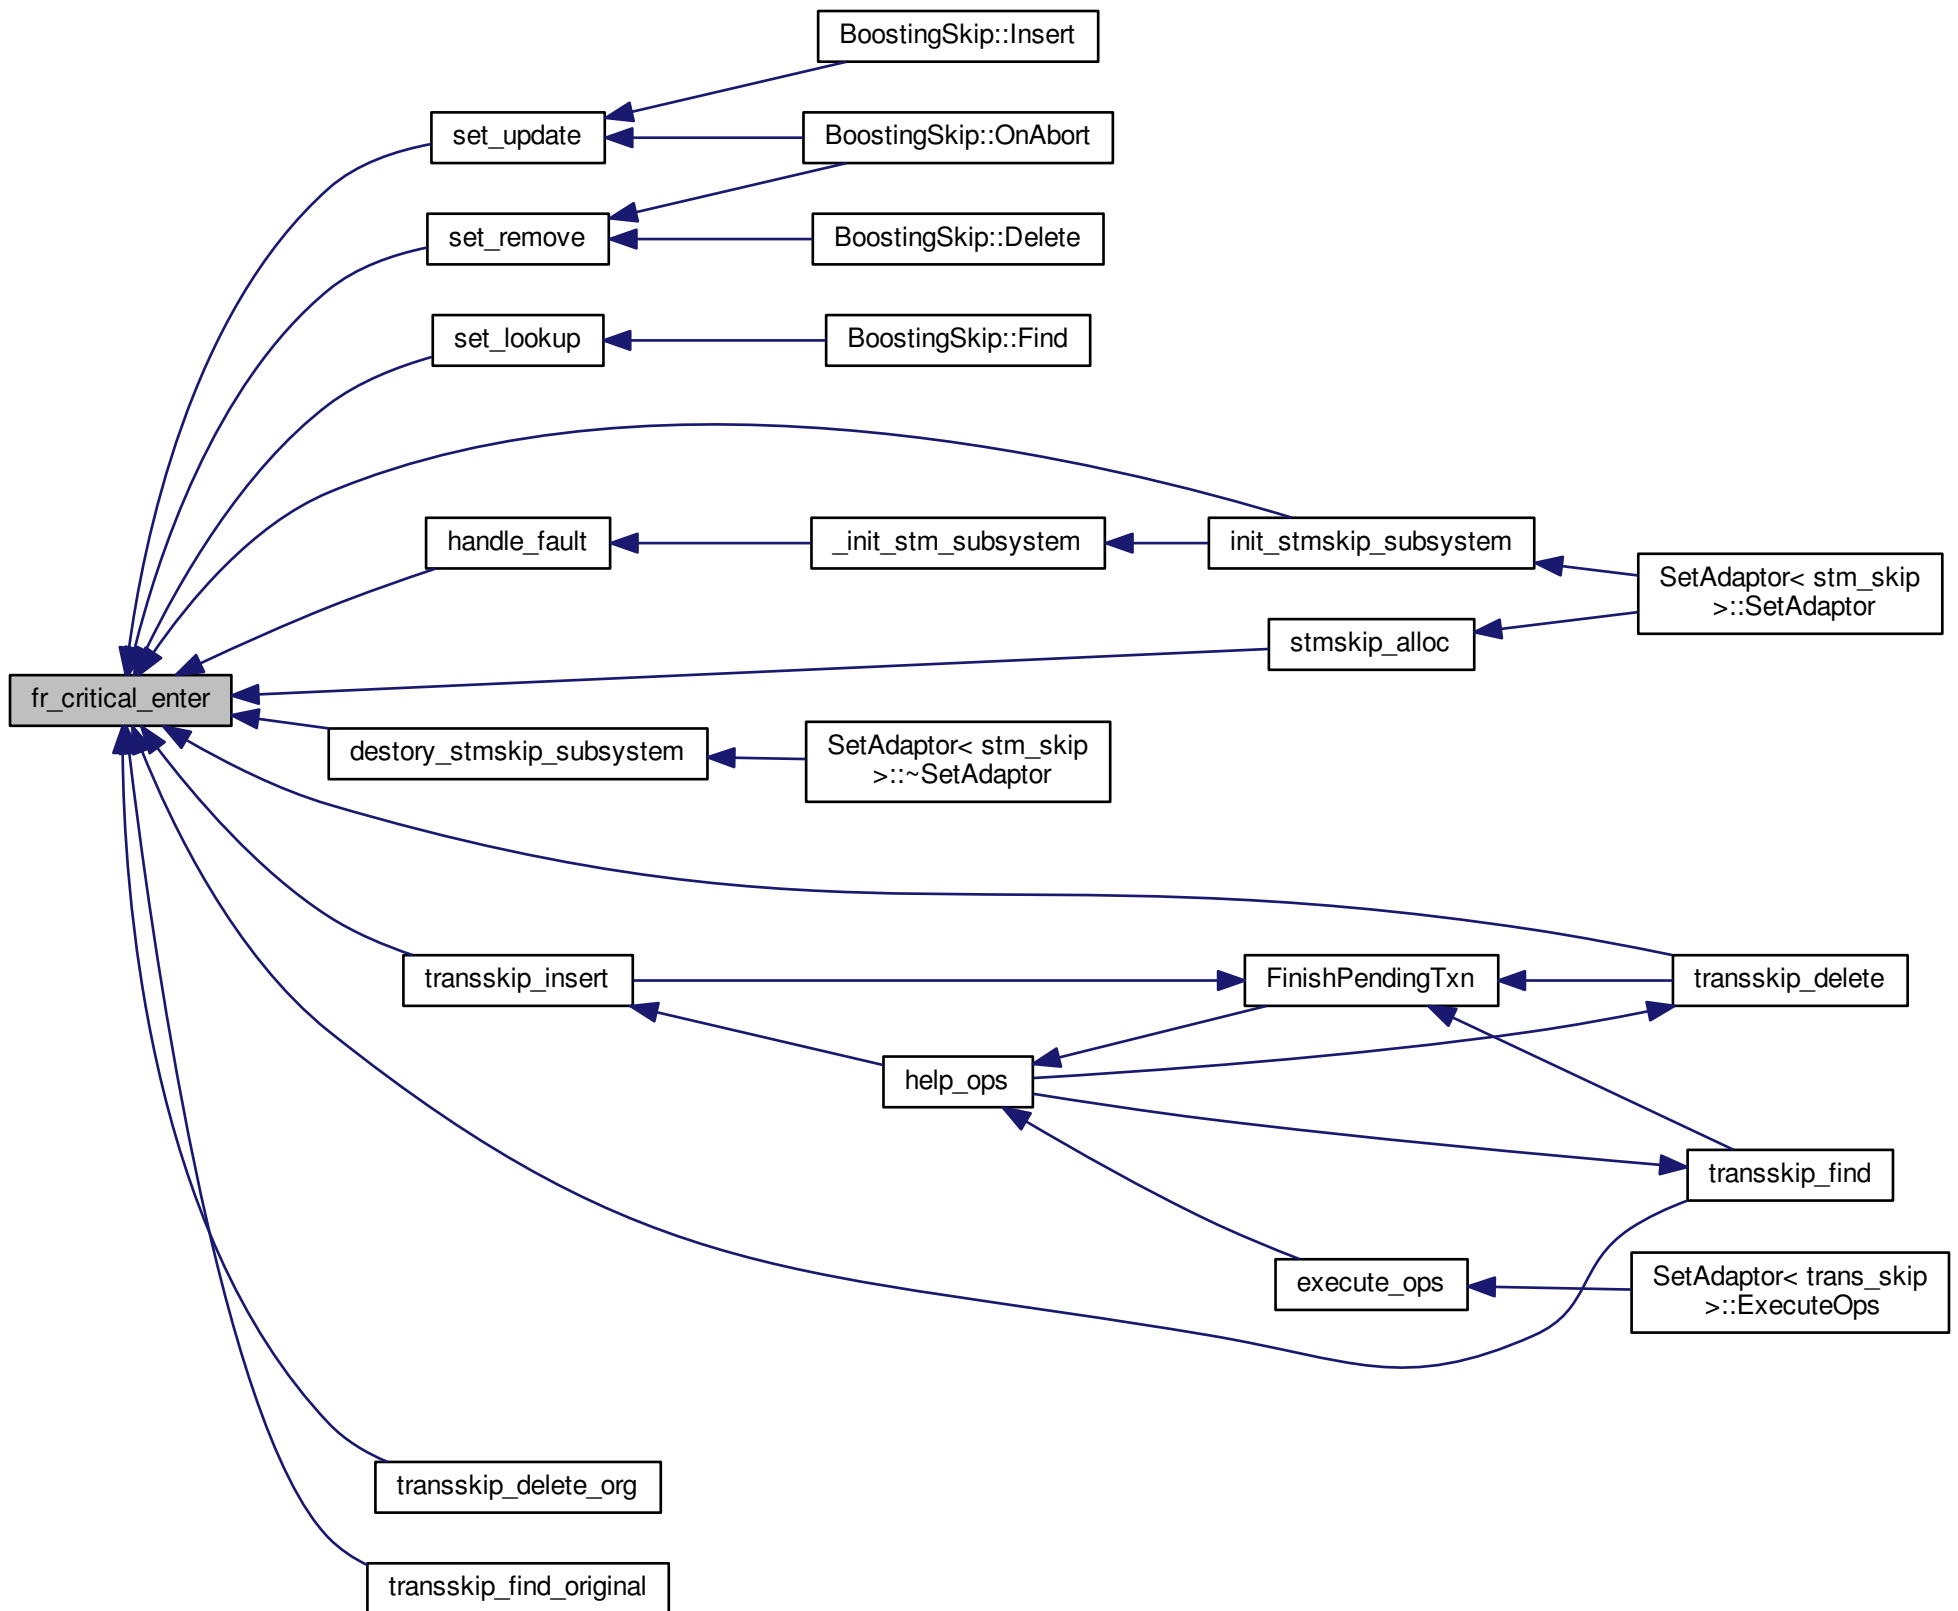 BoostingSkip::Insert
set_update
BoostingSkip::OnAbort
set_remove
BoostingSkip::Delete
set_lookup
BoostingSkip::Find
handle_fault
_init_stm_subsystem
init_stmskip_subsystem
SetAdaptor< stm_skip
>::SetAdaptor
stmskip_alloc
fr_critical_enter
destory_stmskip_subsystem
SetAdaptor< stm_skip
>::~SetAdaptor
transskip_insert
FinishPendingTxn
transskip_delete
help_ops
transskip_find
execute_ops
SetAdaptor< trans_skip
>::ExecuteOps
transskip_delete_org
transskip_find_original